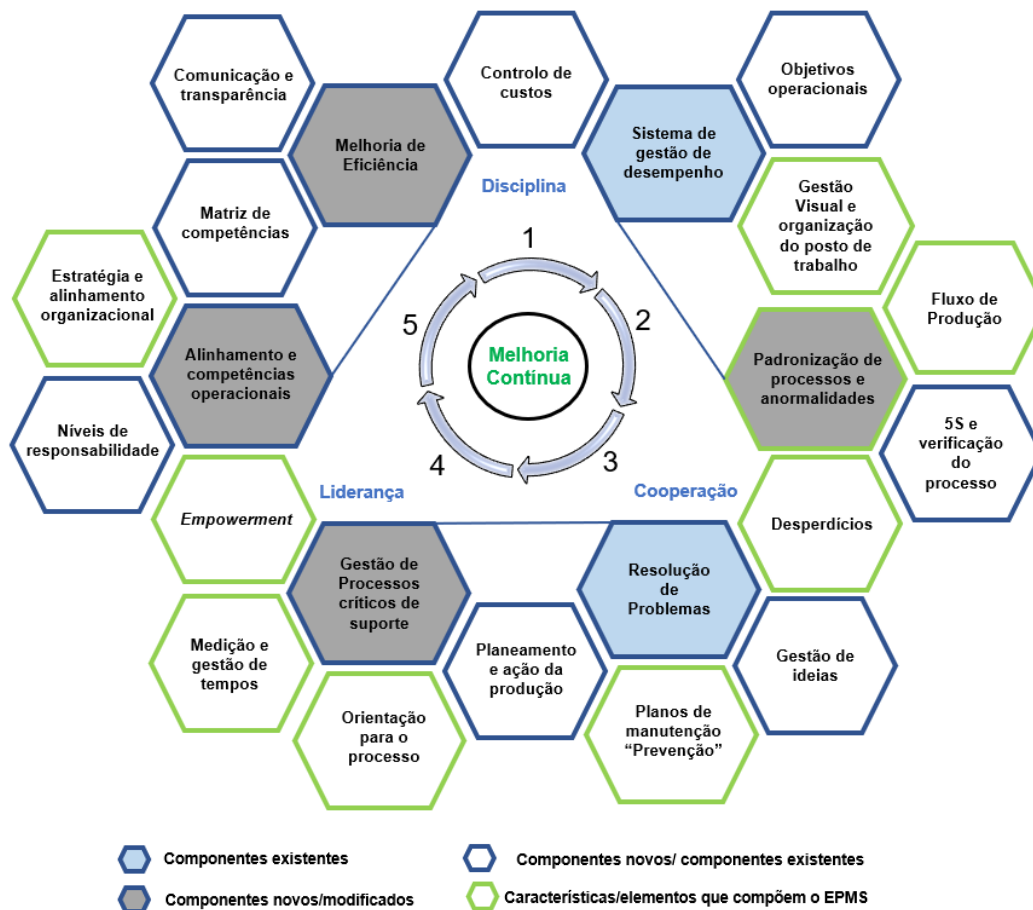 Comunicação e
transparência
Controlo de
custos
Objetivos
operacionais
Melhoria de
Eficiência
Sistema de
gestão de
desempenho
Disciplina
Matriz de
competências
Gestão
Visual e
organização
do posto de
trabalho
Estratégia e
alinhamento
organizacional
Fluxo de
Produção
1
2
3
4
5
Melhoria
Contínua
Alinhamento e
competências
operacionais
Padronização de
processos e
anormalidades
Níveis de
responsabilidade
5S e
verificação
do
processo
Liderança
Cooperação
Empowerment
Desperdícios
Gestão de
Processos
críticos de
suporte
Resolução
de
Problemas
Medição e
gestão de
tempos
Planeamento
e ação da
produção
Gestão de
ideias
Orientação
para o
processo
Planos de
manutenção
“Prevenção”
Componentes existentes
Componentes novos/ componentes existentes
Componentes novos/modificados
Características/elementos que compõem o EPMS